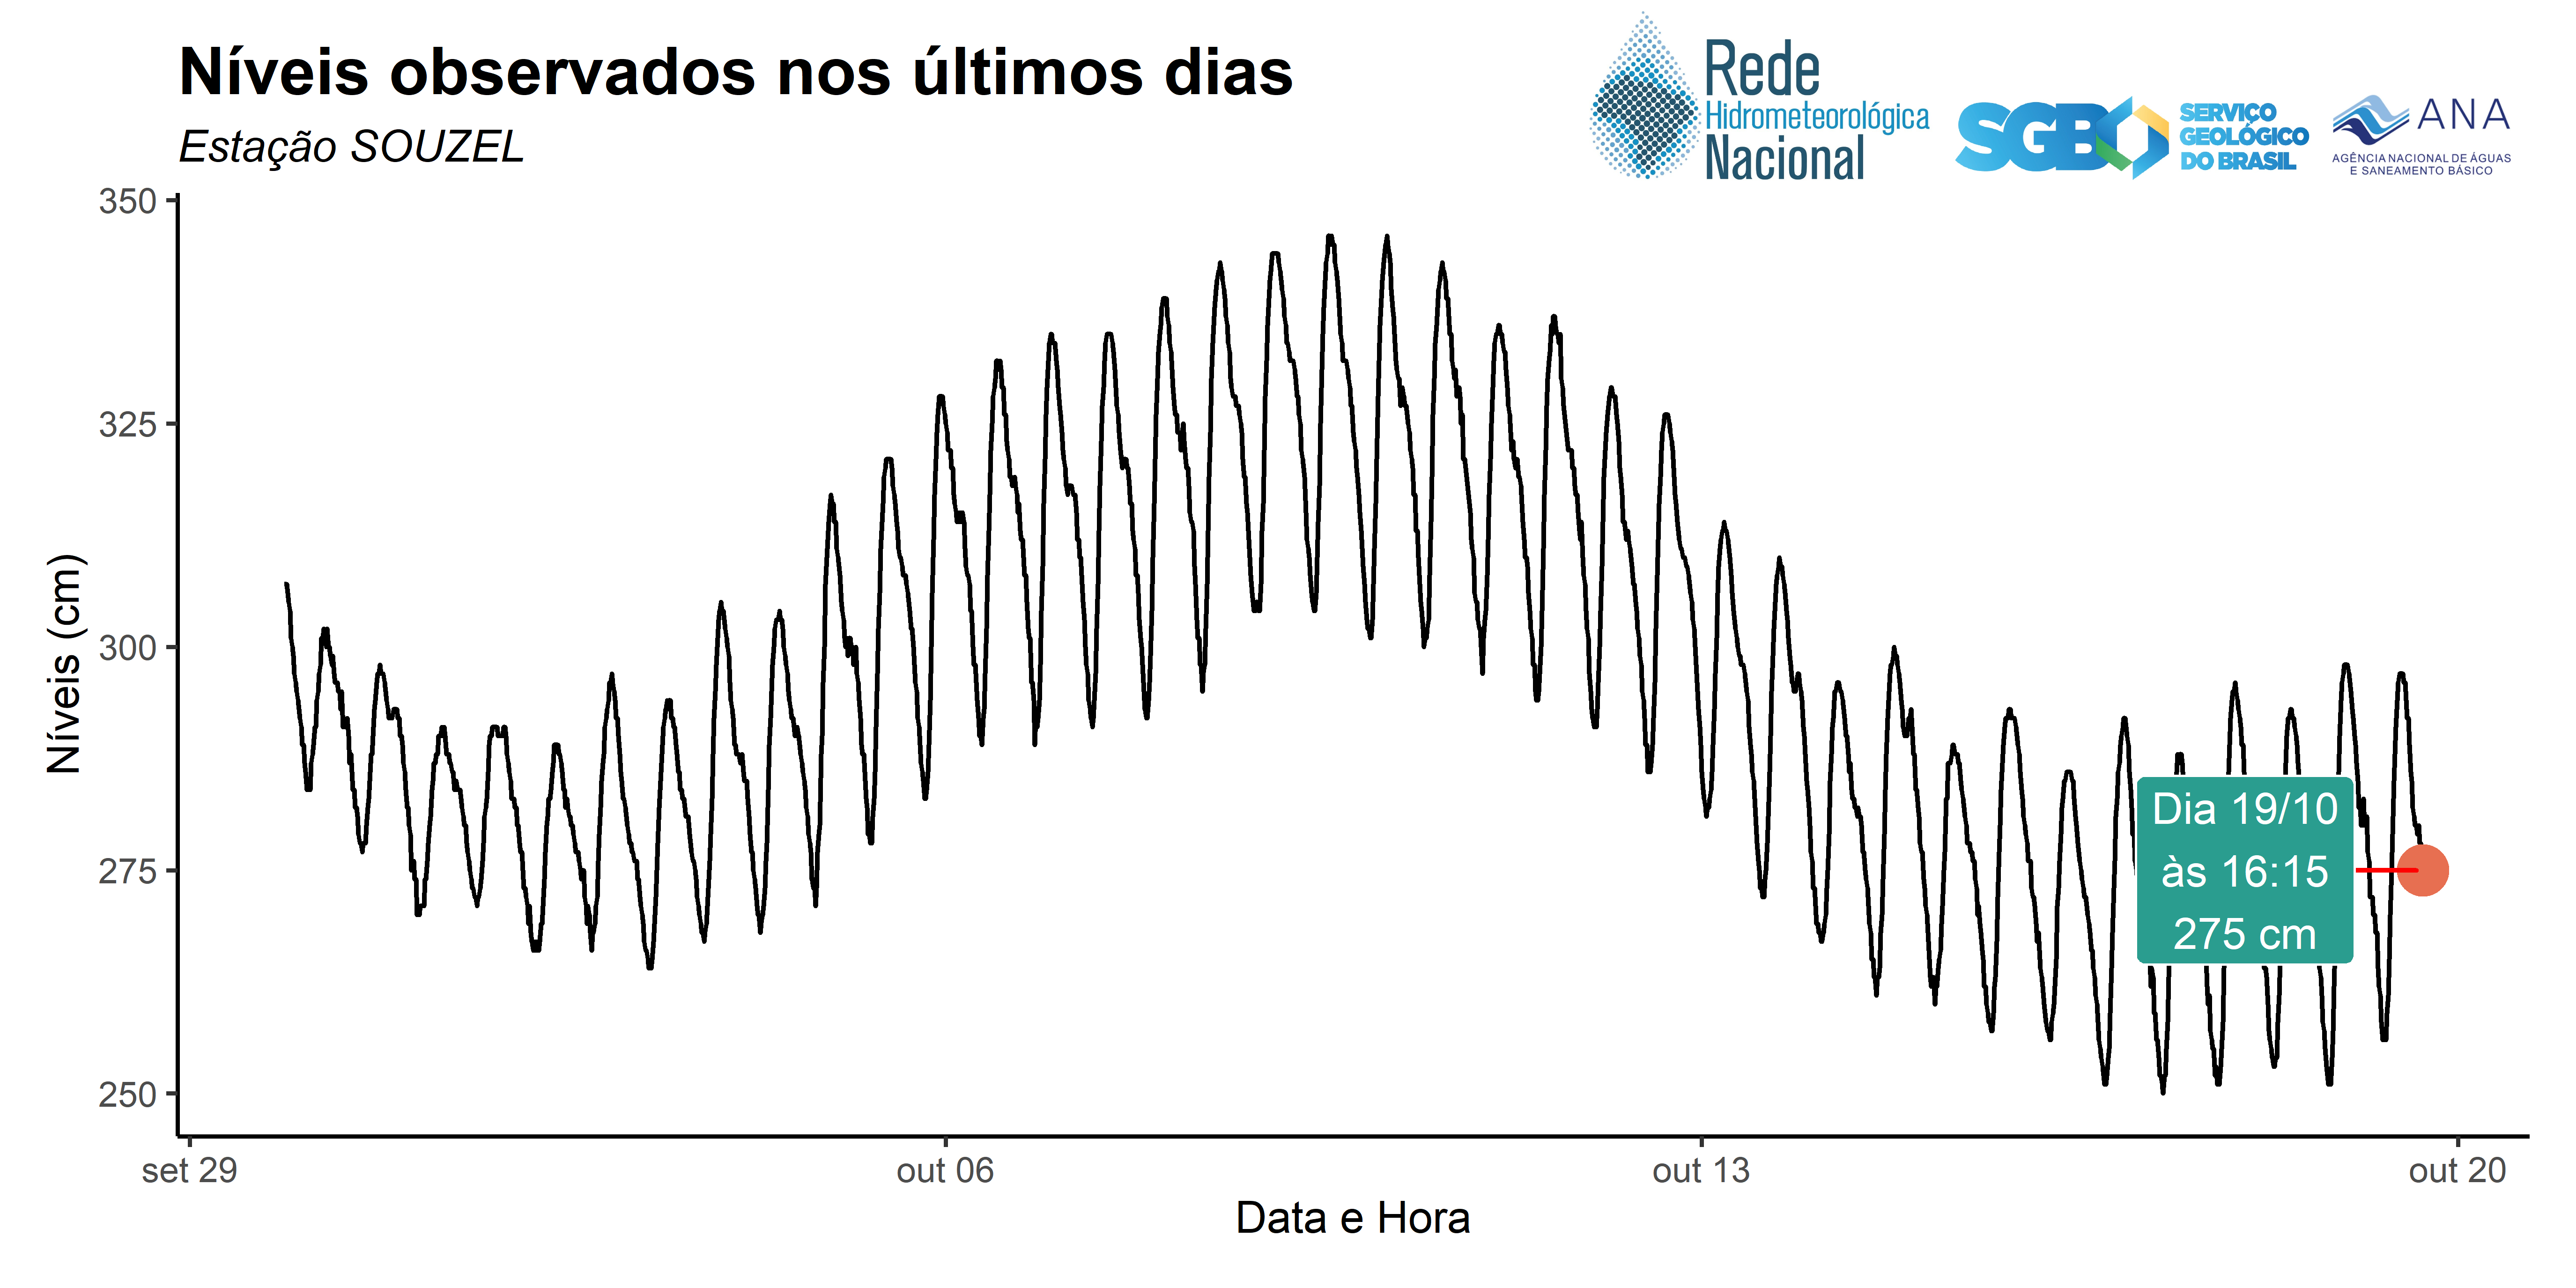 Níveis observados nos últimos dias
Estação SOUZEL
Rede
Hidrometeorológica
Nacional
SGB
SERVIÇO
GEOLÓGICO
DO BRASIL
ANA
AGÊNCIA NACIONAL DE ÁGUAS
E SANEAMENTO BÁSICO
350
325
300
275
250
Níveis (cm)
Dia 19/10
às 16:15
275 cm
set 29
out 06
out 13
out 20
Data e Hora